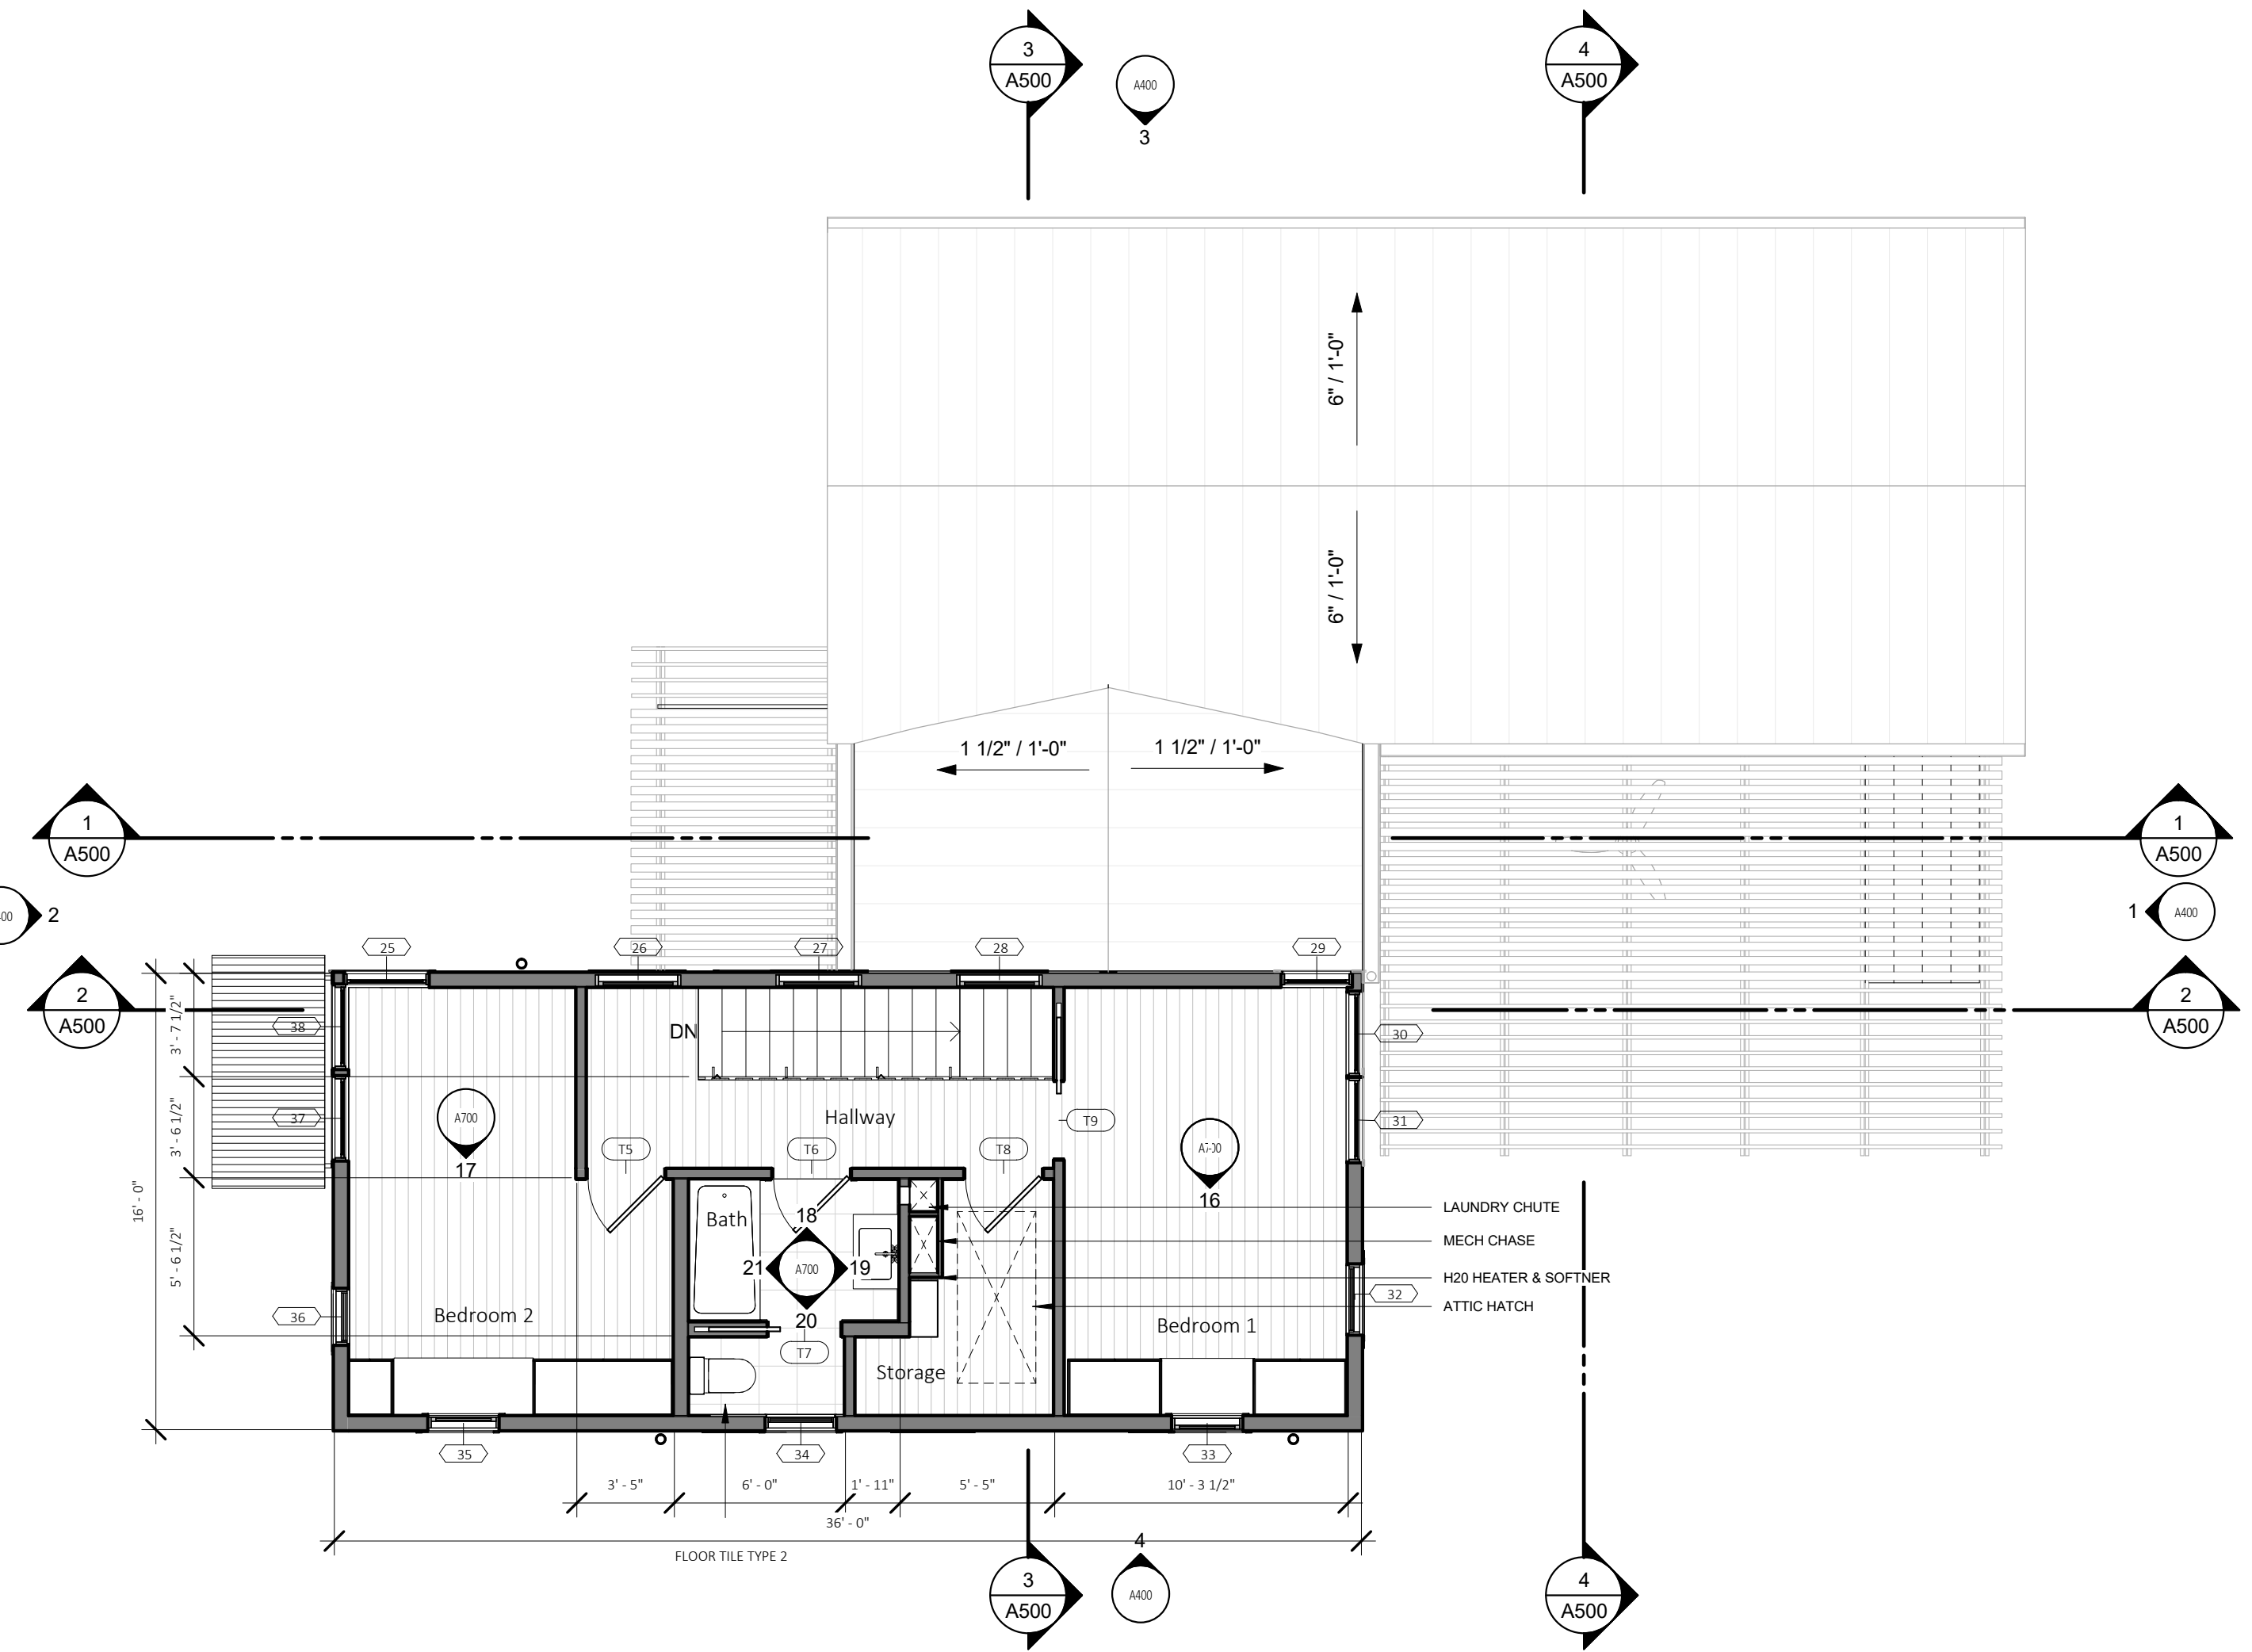 3
A500
4
A500
A400
3
6" / 1'-0"
6" / 1'-0"
1 1/2" / 1'-0"
1 1/2" / 1'-0"
1
A500
1
A500
00
2
1
A400
25
26
27
28
29
2
A500
2
A500
38
DN
30
3' - 7 1/2"
37
3' - 6 1/2"
A700
17
Hallway
T9
31
T5
T6
T8
16
16' - 0"
LAUNDRY CHUTE
Bath
18
MECH CHASE
5' - 6 1/2"
21
A700
19
H20 HEATER & SOFTNER
36
Bedroom 2
20
32
ATTIC HATCH
Bedroom 1
T7
Storage
35
34
33
3' - 5"
6' - 0"
1' - 11"
5' - 5"
10' - 3 1/2"
36' - 0"
FLOOR TILE TYPE 2
4
3
A500
A400
4
A500